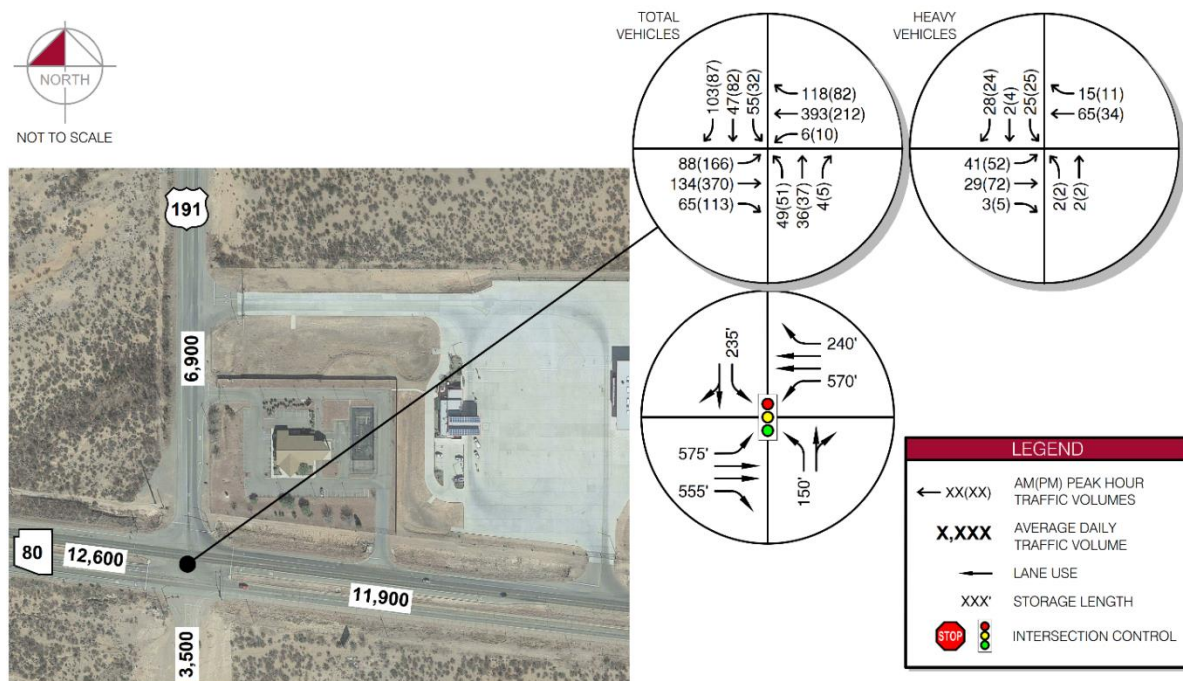 NORTH
NOT TO SCALE
191
6,900
80
12,600
11,900
3,500
TOTAL
VEHICLES
103(87)
47(82)
55(32)
118(82)
393(212)
6(10)
88(166)
134(370)
65(113)
49(51)
36(37)
4(5)
HEAVY
VEHICLES
28(24)
2(4)
25(25)
15(11)
65(34)
41(52)
29(72)
3(5)
2(2)
2(2)
235'
240'
570'
575'
555'
150'
LEGEND
XX(XX)
AM(PM) PEAK HOUR
TRAFFIC VOLUMES
X,XXX
AVERAGE DAILY
TRAFFIC VOLUME
LANE USE
XXX'
STORAGE LENGTH
STOP
INTERSECTION CONTROL